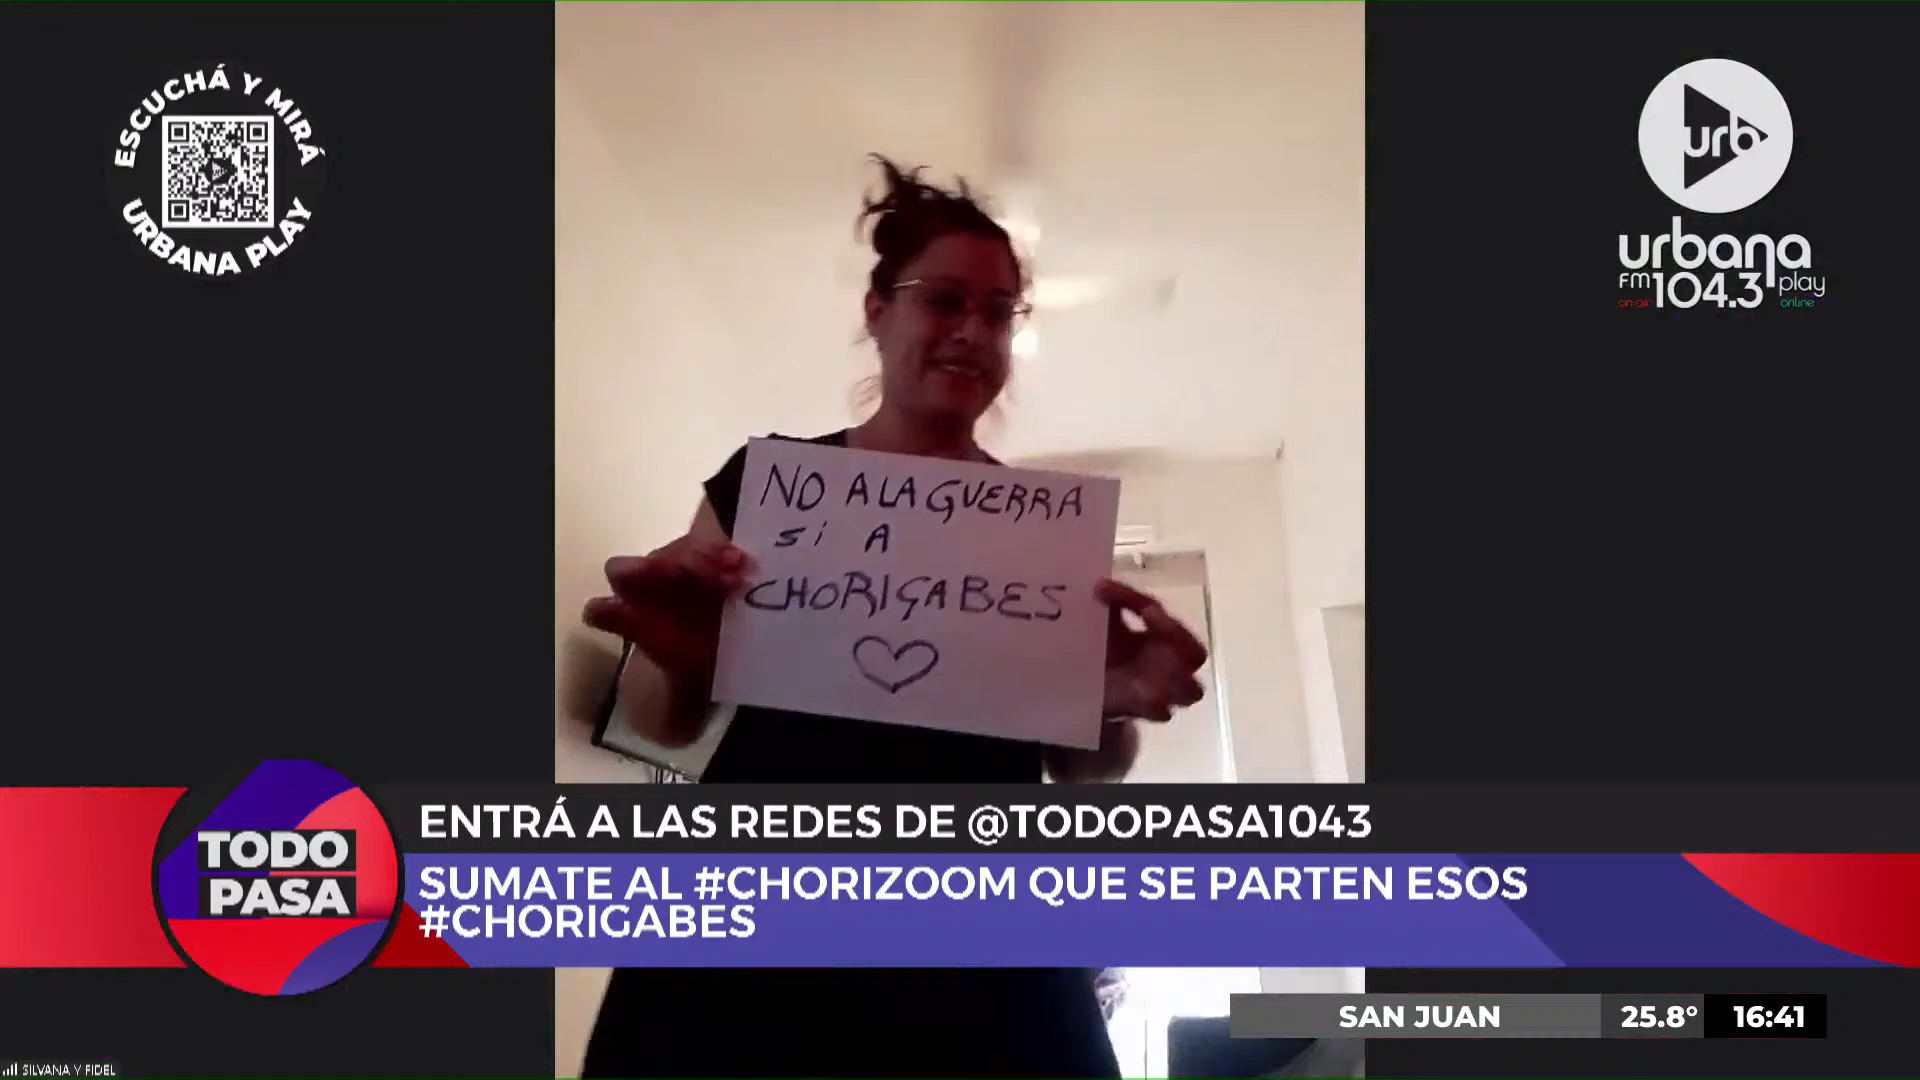 ESCUCHÁ Y MIRÁ
URBANA PLAY
urb
urbana
FM 104.3 play
on air online
NO A LA GUERRA
Sí A
CHORIGABES
TODO
PASA
ENTRÁ A LAS REDES DE @TODOPASA1043
SUMATE AL #CHORIZOOM QUE SE PARTEN ESOS
#CHORIGABES
SAN JUAN 25.8° 16:41
SILVANA Y FIDEL